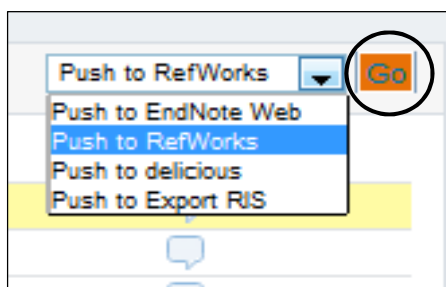 Push to RefWorks Go
Push to EndNote Web
Push to RefWorks
Push to delicious
Push to Export RIS